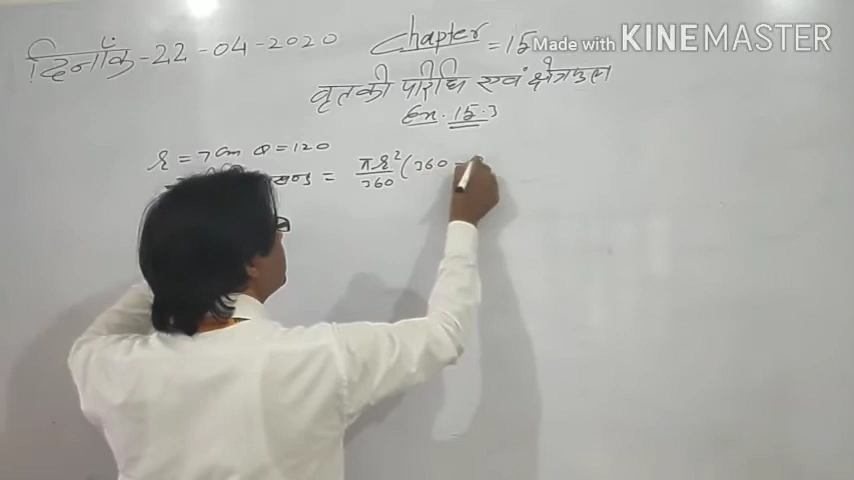 दिनाँक-22-04-2020
Chapter = 15
Made with KINEMASTER
वृत की परिधि एवं क्षेत्रफल
Ex. 15.3
r = 7cm θ = 120
खण्ड = πr²/360 (360 -